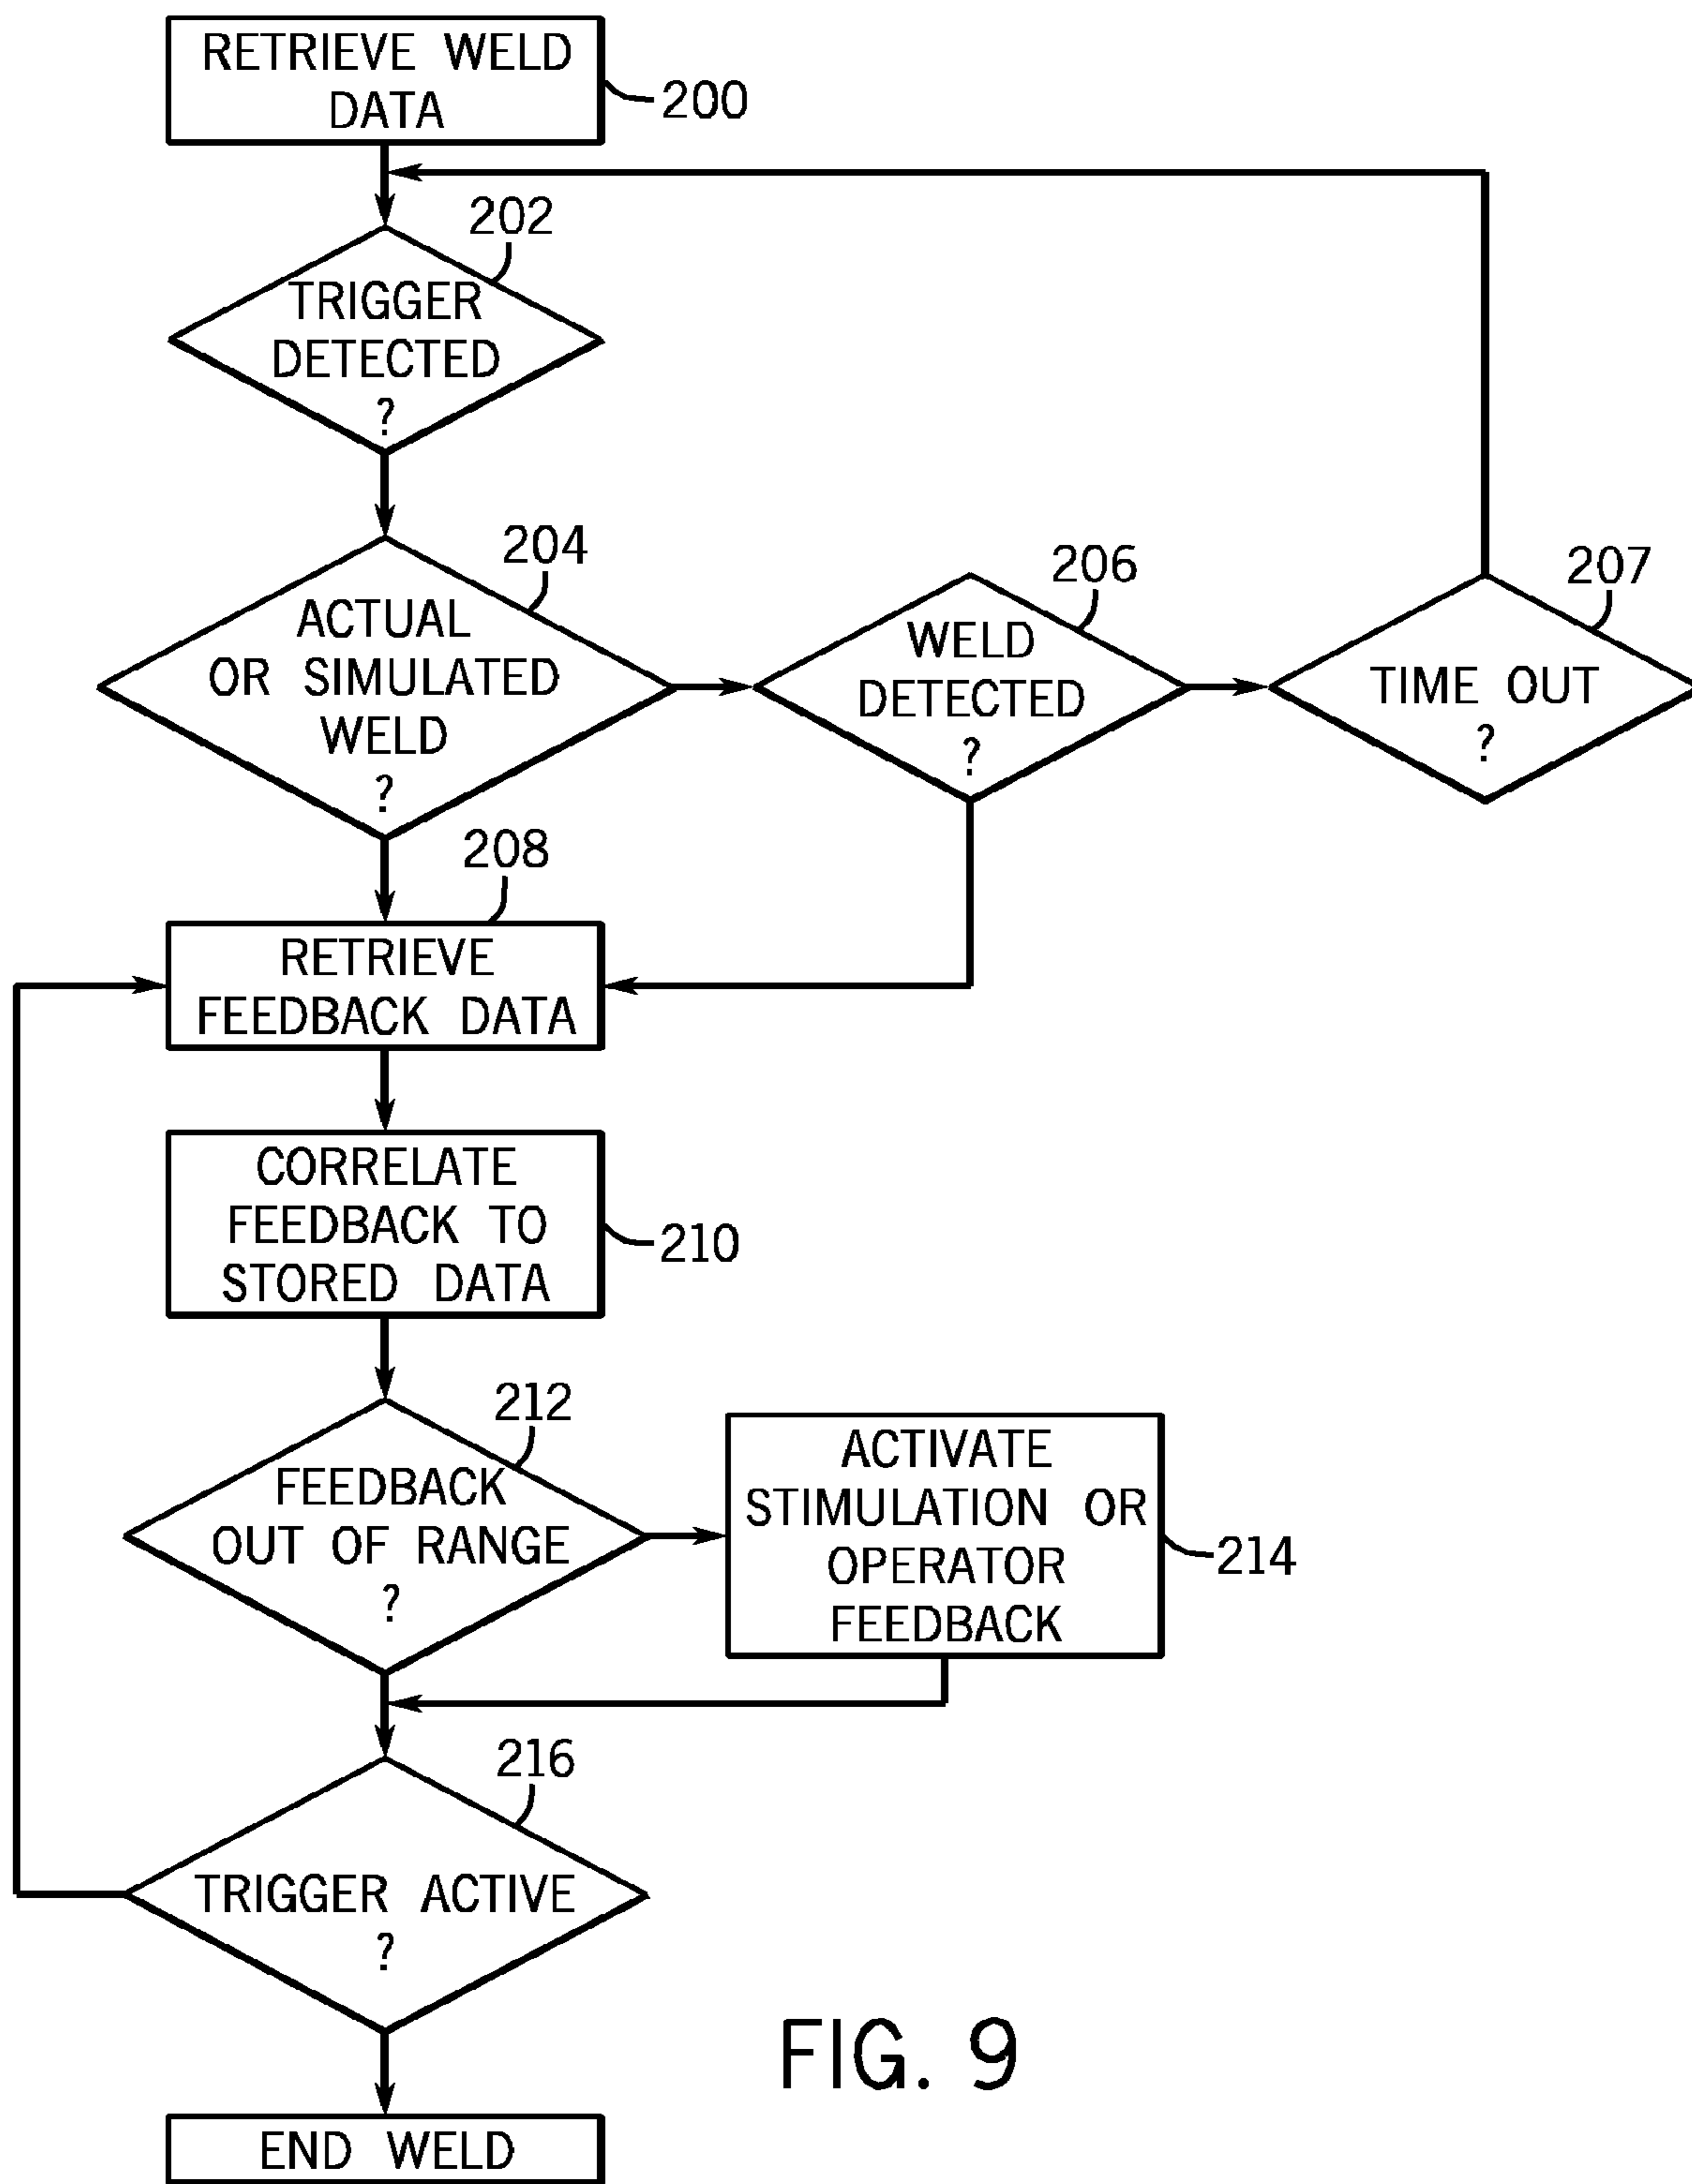 RETRIEVE WELD
DATA
200
202
TRIGGER
DETECTED
?
204
ACTUAL
OR SIMULATED
WELD
?
206
WELD
DETECTED
?
207
TIME OUT
?
208
RETRIEVE
FEEDBACK DATA
CORRELATE
FEEDBACK TO
STORED DATA
210
212
FEEDBACK
OUT OF RANGE
?
ACTIVATE
STIMULATION OR
OPERATOR
FEEDBACK
214
216
TRIGGER ACTIVE
?
END WELD
FIG. 9